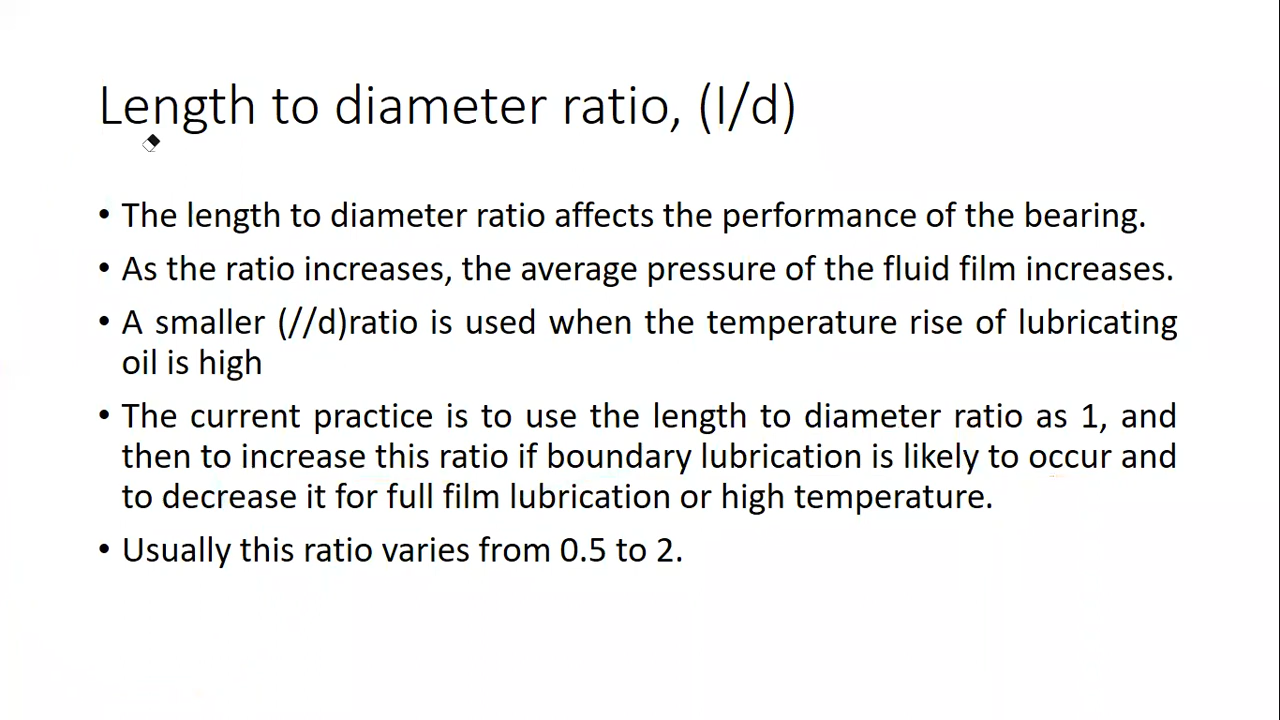 Length to diameter ratio, (l/d)
• The length to diameter ratio affects the performance of the bearing.
• As the ratio increases, the average pressure of the fluid film increases.
• A smaller (//d)ratio is used when the temperature rise of lubricating
oil is high
• The current practice is to use the length to diameter ratio as 1, and
then to increase this ratio if boundary lubrication is likely to occur and
to decrease it for full film lubrication or high temperature.
• Usually this ratio varies from 0.5 to 2.